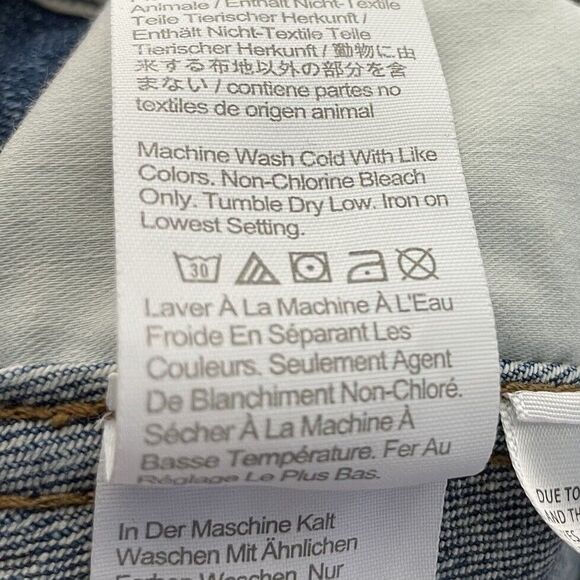 Animale / Enthält Nicht-Textile
Teile Tierischer Herkunft /
Enthält Nicht-Textile Teile
Tierischer Herkunft / 動物に由
来する布地以外の部分を含
まない / contiene partes no
textiles de origen animal
Machine Wash Cold With Like
Colors. Non-Chlorine Bleach
Only. Tumble Dry Low. Iron on
Lowest Setting.
30
Laver À La Machine À L'Eau
Froide En Séparant Les
Couleurs. Seulement Agent
De Blanchiment Non-Chloré.
Sécher À La Machine À
Basse Température. Fer Au
Réglage Le Plus Bas.
In Der Maschine Kalt
Waschen Mit Ähnlichen
Farben Waschen. Nur
DUE TO
AND TH